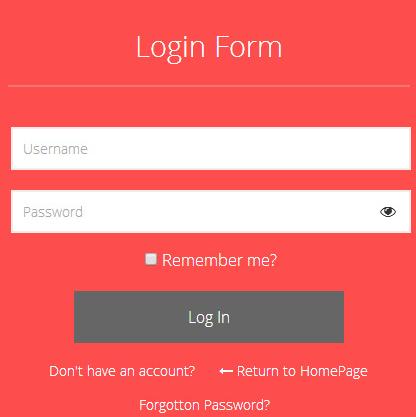 Login Form
Username
Password
Remember me?
Log In
Don't have an account? ← Return to HomePage
Forgotton Password?